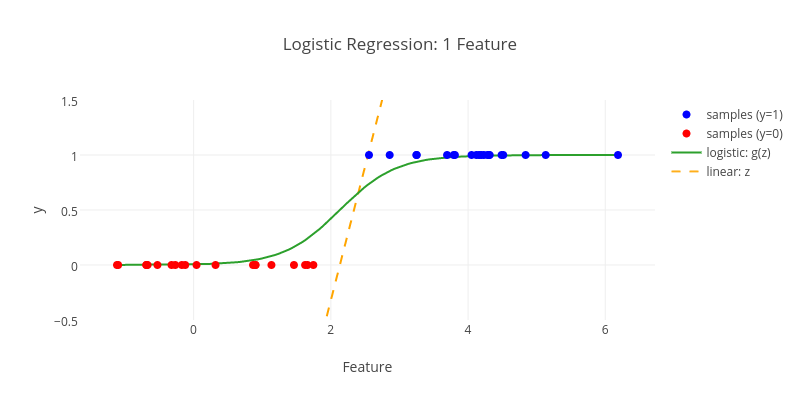 Logistic Regression: 1 Feature
samples (y=1)
samples (y=0)
logistic: g(z)
linear: z
1.5
1
0.5
0
−0.5
y
0
2
4
6
Feature